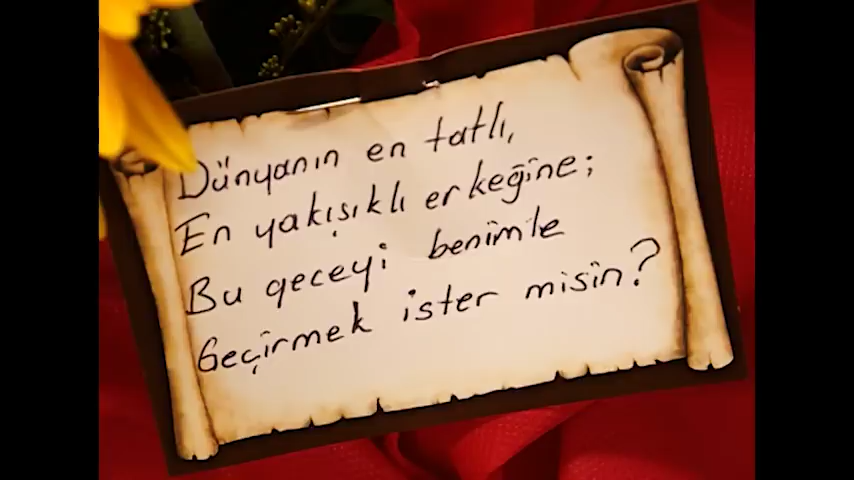 Dünyanın en tatlı,
En yakışıklı erkeğine;
Bu geceyi benimle
Geçirmek ister misin?